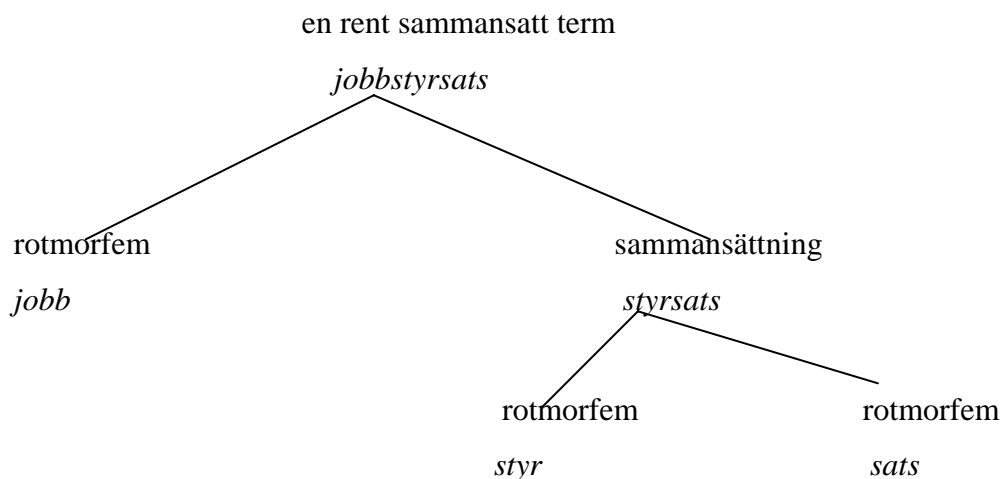 en rent sammansatt term
jobbstyrsats
rotmorfem
sammansättning
jobb
styrsats
rotmorfem
rotmorfem
styr
sats